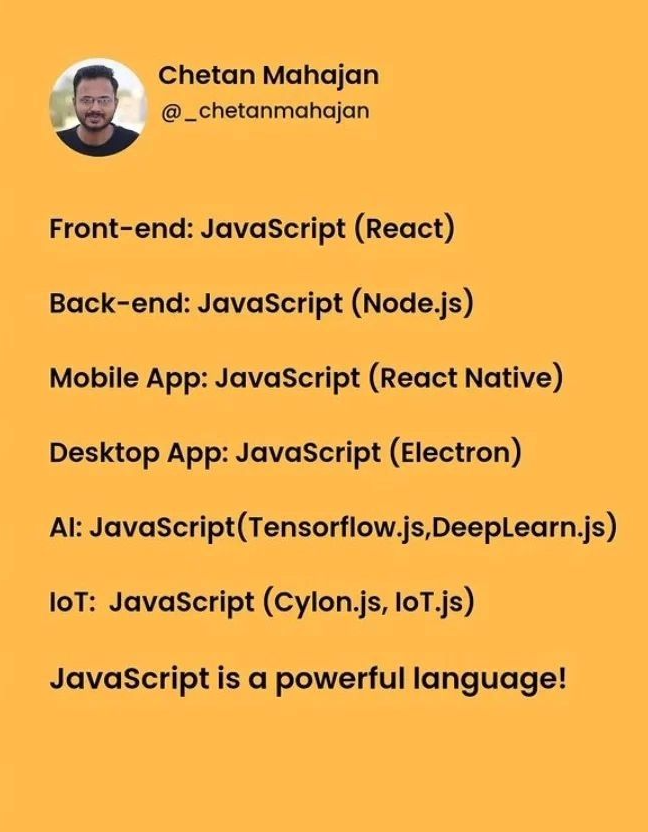 Chetan Mahajan
@_chetanmahajan
Front-end: JavaScript (React)
Back-end: JavaScript (Node.js)
Mobile App: JavaScript (React Native)
Desktop App: JavaScript (Electron)
AI: JavaScript(Tensorflow.js,DeepLearn.js)
IoT:  JavaScript (Cylon.js, IoT.js)
JavaScript is a powerful language!